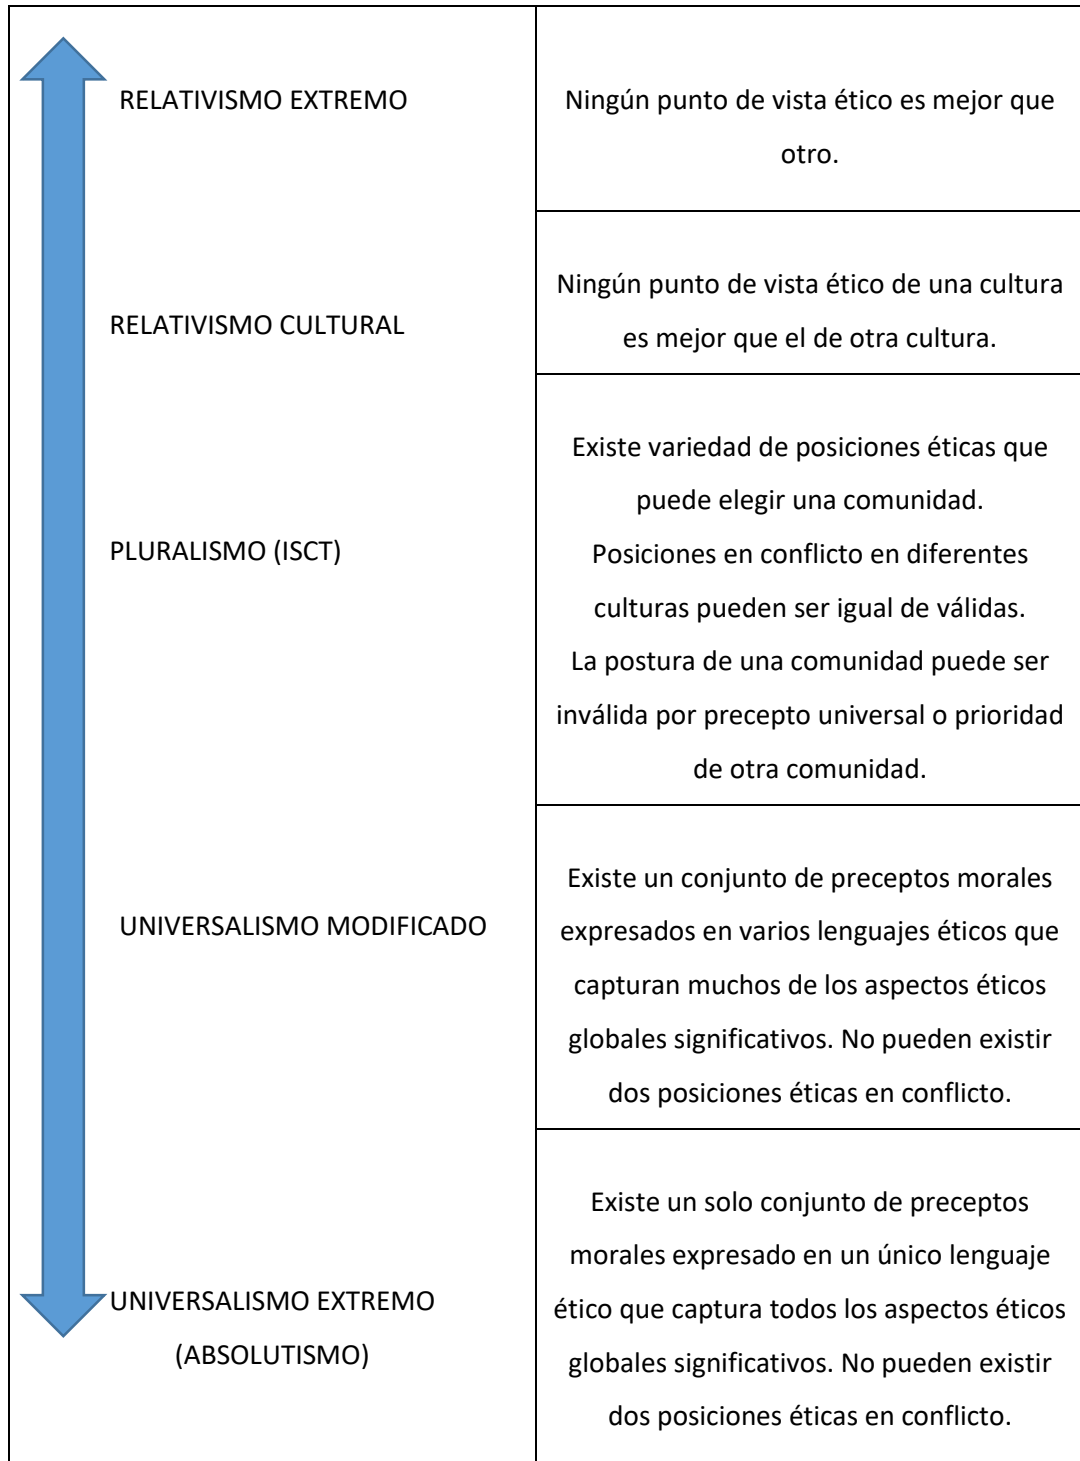 RELATIVISMO EXTREMO
Ningún punto de vista ético es mejor que
otro.
RELATIVISMO CULTURAL
Ningún punto de vista ético de una cultura
es mejor que el de otra cultura.
PLURALISMO (ISCT)
Existe variedad de posiciones éticas que
puede elegir una comunidad.
Posiciones en conflicto en diferentes
culturas pueden ser igual de válidas.
La postura de una comunidad puede ser
inválida por precepto universal o prioridad
de otra comunidad.
UNIVERSALISMO MODIFICADO
Existe un conjunto de preceptos morales
expresados en varios lenguajes éticos que
capturan muchos de los aspectos éticos
globales significativos. No pueden existir
dos posiciones éticas en conflicto.
UNIVERSALISMO EXTREMO
(ABSOLUTISMO)
Existe un solo conjunto de preceptos
morales expresado en un único lenguaje
ético que captura todos los aspectos éticos
globales significativos. No pueden existir
dos posiciones éticas en conflicto.